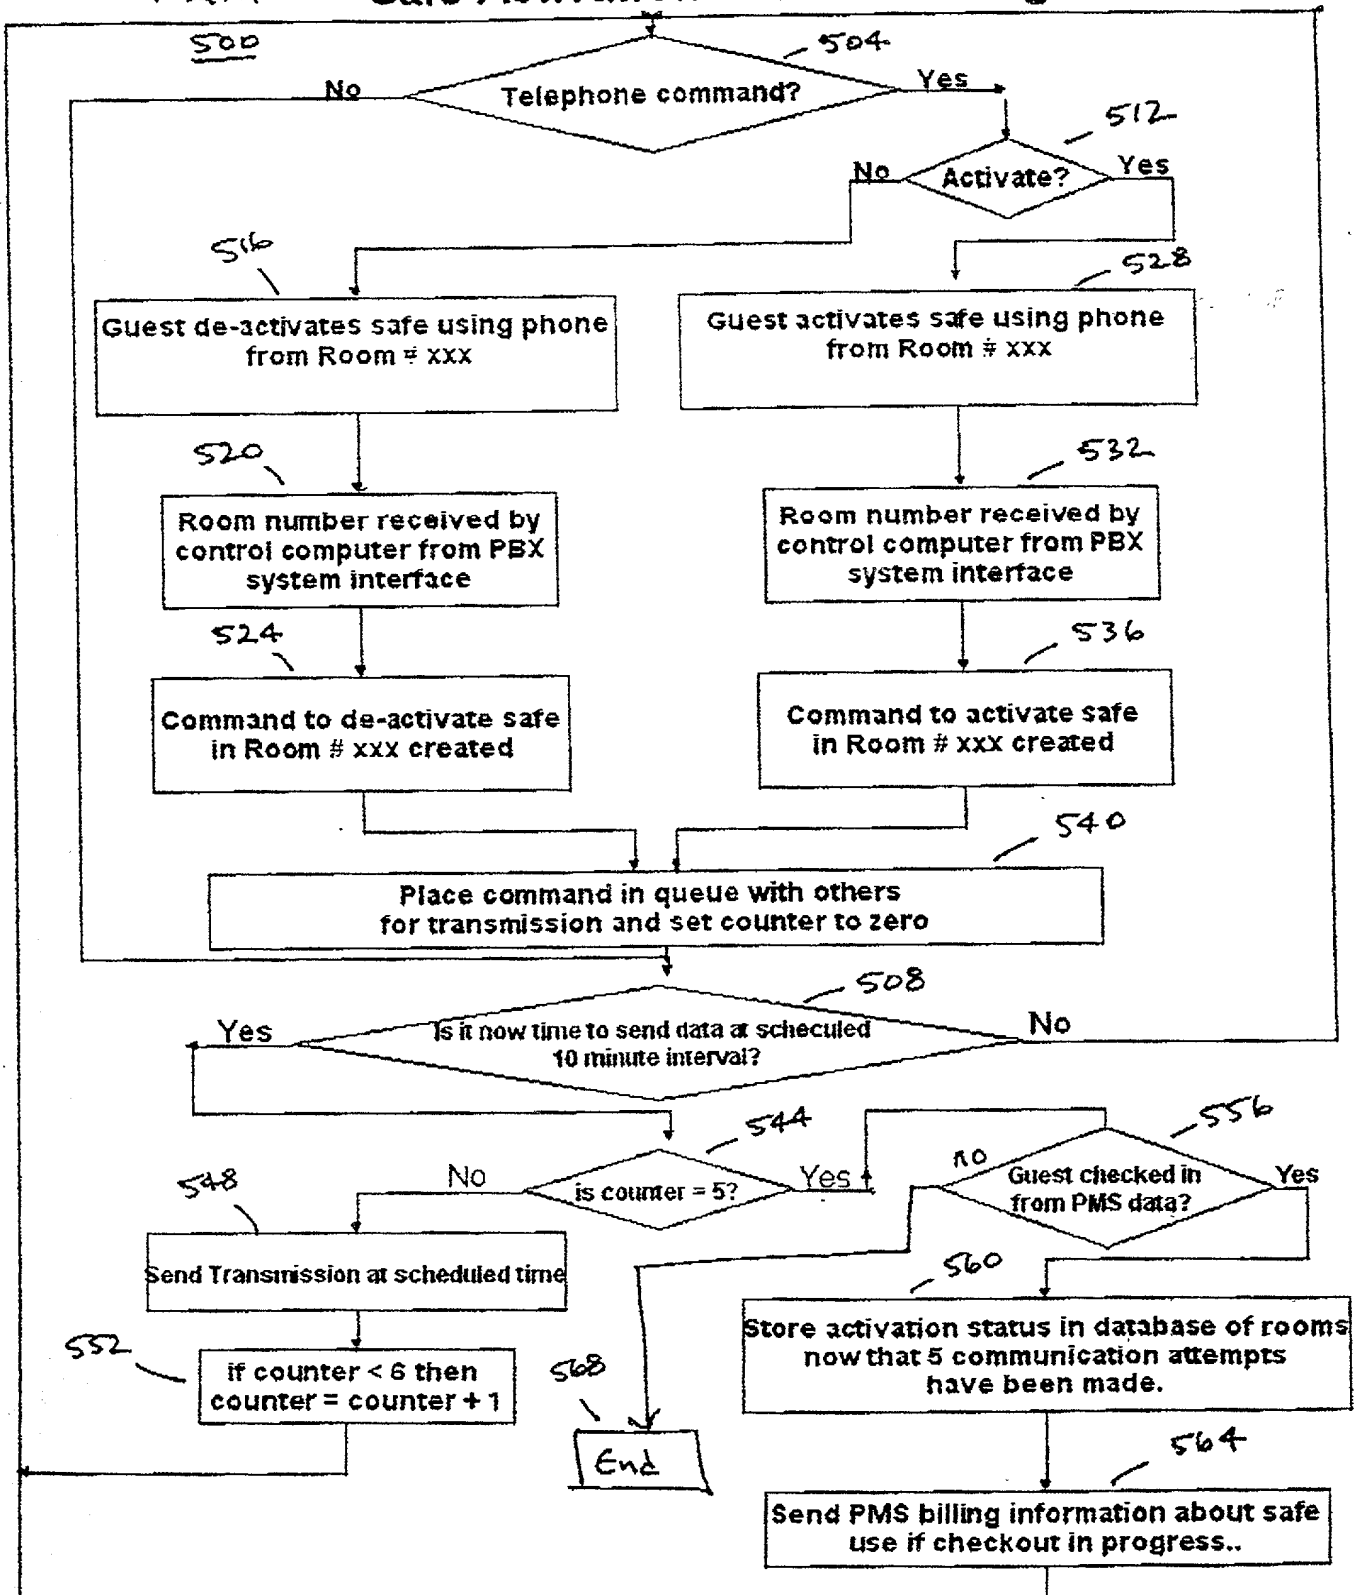 500
504
Telephone command?
No
Yes
512
Activate?
No
Yes
516
528
Guest de-activates safe using phone
from Room # xxx
Guest activates safe using phone
from Room # xxx
520
532
Room number received by
control computer from PBX
system interface
Room number received by
control computer from PBX
system interface
524
536
Command to de-activate safe
in Room # xxx created
Command to activate safe
in Room # xxx created
540
Place command in queue with others
for transmission and set counter to zero
508
Yes
Is it now time to send data at scheculed
10 minute interval?
No
544
556
548
No
is counter = 5?
Yes
no
Guest checked in
from PMS data?
Yes
Send Transmission at scheduled time
560
Store activation status in database of rooms
now that 5 communication attempts
have been made.
552
if counter < 6 then
counter = counter + 1
568
End
564
Send PMS billing information about safe
use if checkout in progress..